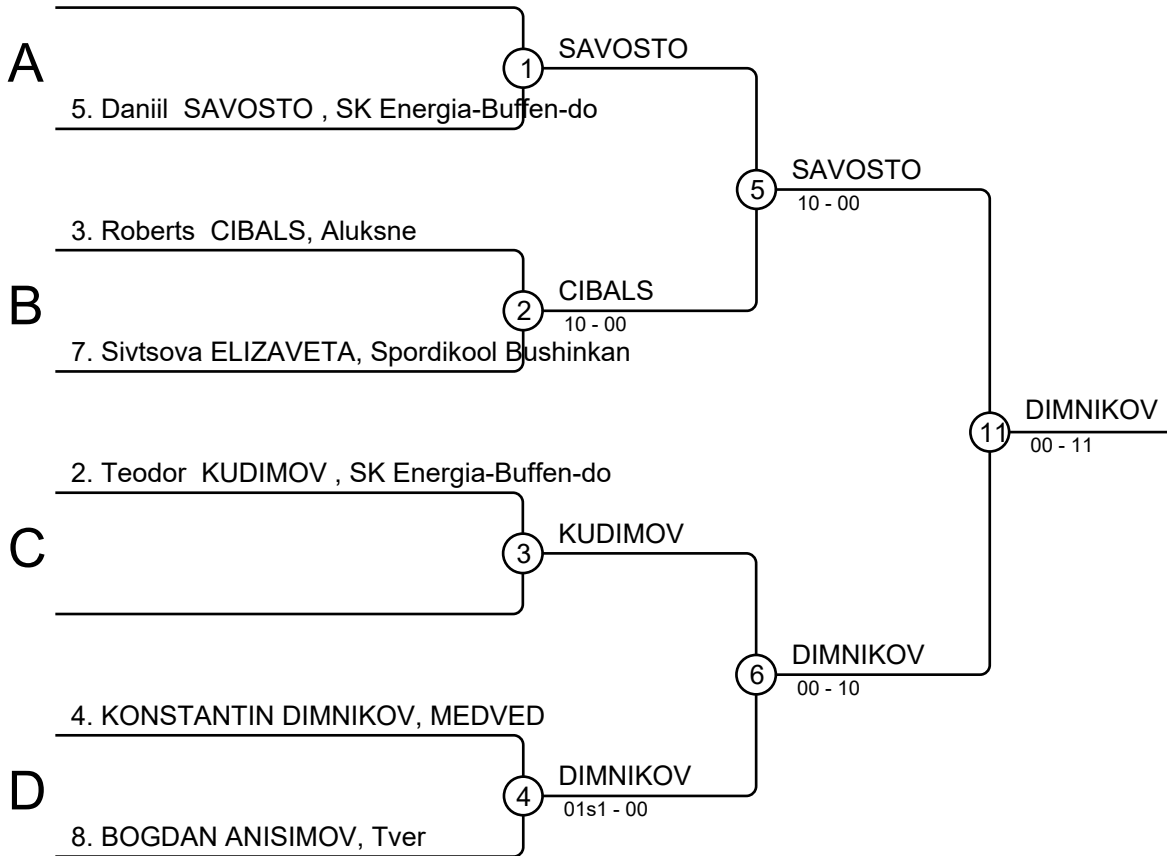 A
1
SAVOSTO
5. Daniil SAVOSTO , SK Energia-Buffen-do
5
SAVOSTO
10 - 00
3. Roberts CIBALS, Aluksne
B
2
CIBALS
10 - 00
7. Sivtsova ELIZAVETA, Spordikool Bushinkan
11
DIMNIKOV
00 - 11
2. Teodor KUDIMOV , SK Energia-Buffen-do
C
3
KUDIMOV
6
DIMNIKOV
00 - 10
4. KONSTANTIN DIMNIKOV, MEDVED
D
4
DIMNIKOV
01s1 - 00
8. BOGDAN ANISIMOV, Tver